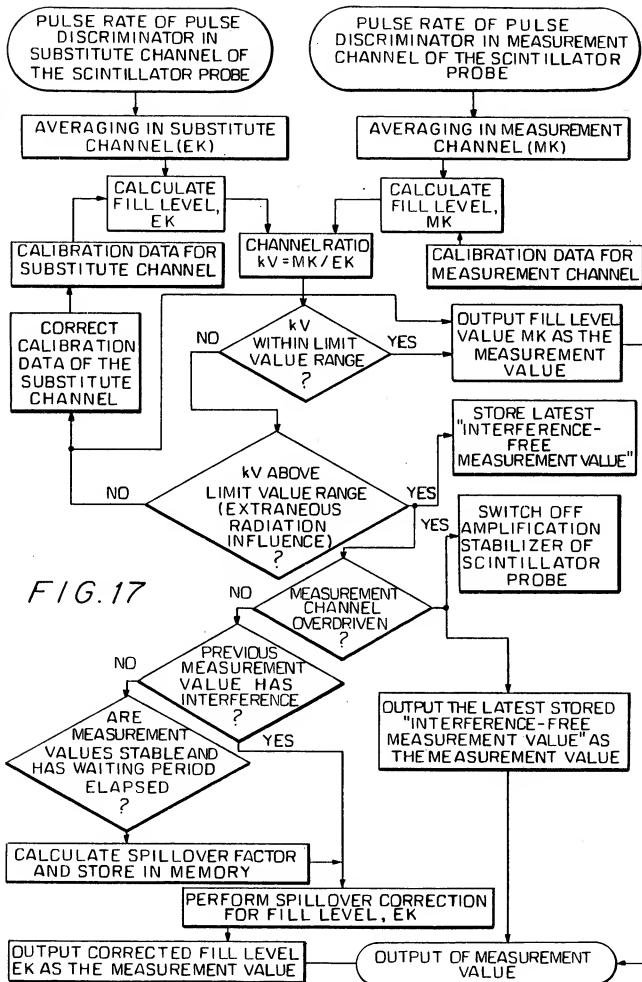 PULSE RATE OF PULSE
DISCRIMINATOR IN
SUBSTITUTE CHANNEL OF
THE SCINTILLATOR PROBE
PULSE RATE OF PULSE
DISCRIMINATOR IN MEASUREMENT
CHANNEL OF THE SCINTILLATOR
PROBE
AVERAGING IN SUBSTITUTE
CHANNEL (EK)
AVERAGING IN MEASUREMENT
CHANNEL (MK)
CALCULATE
FILL LEVEL,
EK
CALCULATE
FILL LEVEL,
MK
CALIBRATION DATA FOR
SUBSTITUTE CHANNEL
CHANNEL RATIO
kV = MK / EK
CALIBRATION DATA FOR
MEASUREMENT CHANNEL
CORRECT
CALIBRATION
DATA OF THE
SUBSTITUTE
CHANNEL
NO
kV
WITHIN LIMIT
VALUE RANGE
?
YES
OUTPUT FILL LEVEL
VALUE MK AS THE
MEASUREMENT
VALUE
STORE LATEST
"INTERFERENCE-
FREE
MEASUREMENT VALUE"
NO
kV ABOVE
LIMIT VALUE RANGE
(EXTRANEOUS
RADIATION
INFLUENCE)
?
YES
YES
SWITCH OFF
AMPLIFICATION
STABILIZER OF
SCINTILLATOR
PROBE
FIG. 17
NO
MEASUREMENT
CHANNEL
OVERDRIVEN
?
NO
PREVIOUS
MEASUREMENT
VALUE HAS
INTERFERENCE
?
YES
OUTPUT THE LATEST STORED
"INTERFERENCE-FREE
MEASUREMENT VALUE" AS
THE MEASUREMENT VALUE
ARE
MEASUREMENT
VALUES STABLE AND
HAS WAITING PERIOD
ELAPSED
?
CALCULATE SPILLOVER FACTOR
AND STORE IN MEMORY
PERFORM SPILLOVER CORRECTION
FOR FILL LEVEL, EK
OUTPUT CORRECTED FILL LEVEL
EK AS THE MEASUREMENT VALUE
OUTPUT OF MEASUREMENT
VALUE